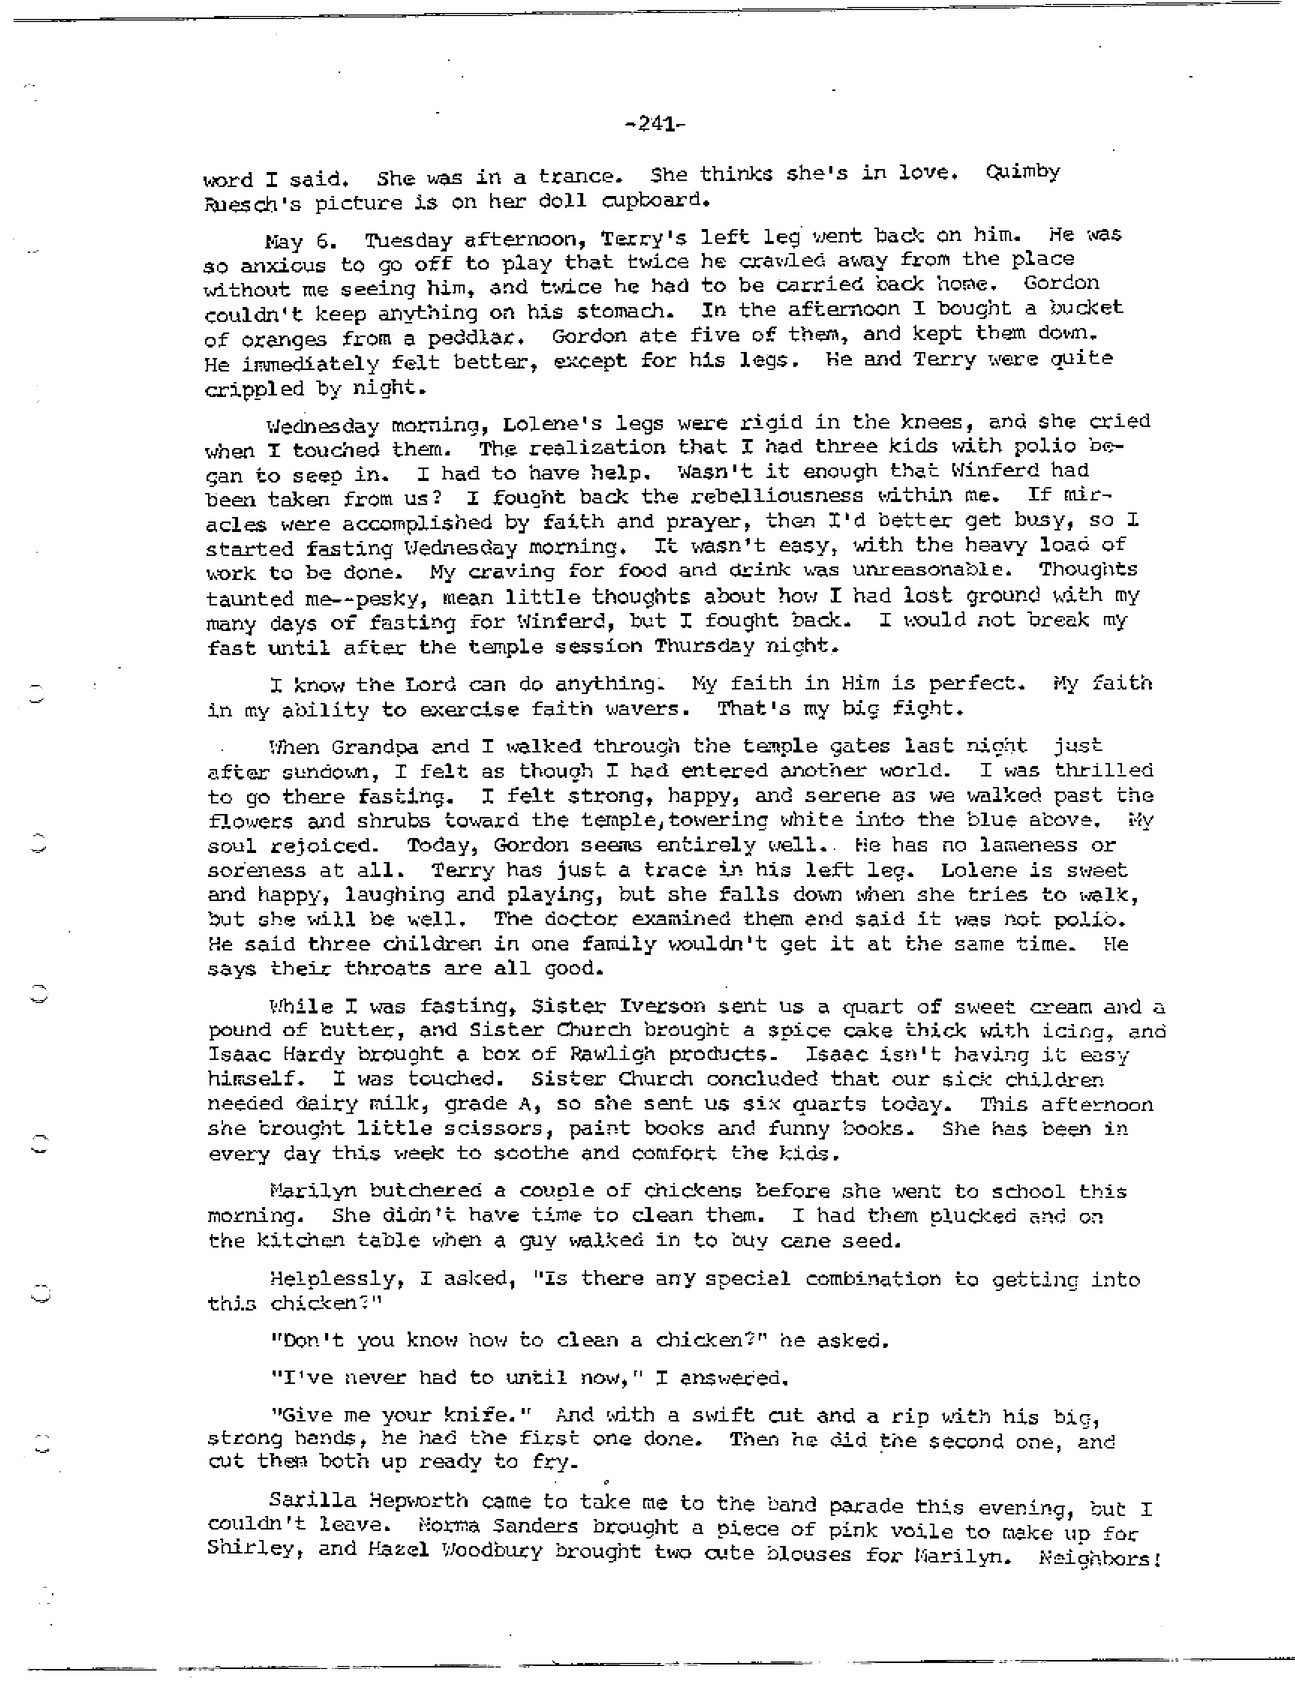 -241-
word I said. She was in a trance. She thinks she's in love. Quimby
Ruesch's picture is on her doll cupboard.
May 6. Tuesday afternoon, Terry's left leg went back on him. He was
so anxious to go off to play that twice he crawled away from the place
without me seeing him, and twice he had to be carried back home. Gordon
couldn't keep anything on his stomach. In the afternoon I bought a bucket
of oranges from a peddlar. Gordon ate five of them, and kept them down.
He immediately felt better, except for his legs. He and Terry were quite
crippled by night.
Wednesday morning, Lolene's legs were rigid in the knees, and she cried
when I touched them. The realization that I had three kids with polio be-
gan to seep in. I had to have help. Wasn't it enough that Winferd had
been taken from us? I fought back the rebelliousness within me. If mir-
acles were accomplished by faith and prayer, then I'd better get busy, so I
started fasting Wednesday morning. It wasn't easy, with the heavy load of
work to be done. My craving for food and drink was unreasonable. Thoughts
taunted me--pesky, mean little thoughts about how I had lost ground with my
many days of fasting for Winferd, but I fought back. I would not break my
fast until after the temple session Thursday night.
I know the Lord can do anything. My faith in Him is perfect. My faith
in my ability to exercise faith wavers. That's my big fight.
When Grandpa and I walked through the temple gates last night just
after sundown, I felt as though I had entered another world. I was thrilled
to go there fasting. I felt strong, happy, and serene as we walked past the
flowers and shrubs toward the temple,towering white into the blue above. My
soul rejoiced. Today, Gordon seems entirely well. He has no lameness or
soreness at all. Terry has just a trace in his left leg. Lolene is sweet
and happy, laughing and playing, but she falls down when she tries to walk,
but she will be well. The doctor examined them and said it was not polio.
He said three children in one family wouldn't get it at the same time. He
says their throats are all good.
While I was fasting, Sister Iverson sent us a quart of sweet cream and a
pound of butter, and Sister Church brought a spice cake thick with icing, and
Isaac Hardy brought a box of Rawligh products. Isaac isn't having it easy
himself. I was touched. Sister Church concluded that our sick children
needed dairy milk, grade A, so she sent us six quarts today. This afternoon
she brought little scissors, paint books and funny books. She has been in
every day this week to soothe and comfort the kids.
Marilyn butchered a couple of chickens before she went to school this
morning. She didn't have time to clean them. I had them plucked and on
the kitchen table when a guy walked in to buy cane seed.
Helplessly, I asked, "Is there any special combination to getting into
this chicken?"
"Don't you know how to clean a chicken?" he asked.
"I've never had to until now," I answered.
"Give me your knife." And with a swift cut and a rip with his big,
strong hands, he had the first one done. Then he did the second one, and
cut them both up ready to fry.
Sarilla Hepworth came to take me to the band parade this evening, but I
couldn't leave. Norma Sanders brought a piece of pink voile to make up for
Shirley, and Hazel Woodbury brought two cute blouses for Marilyn. Neighbors!